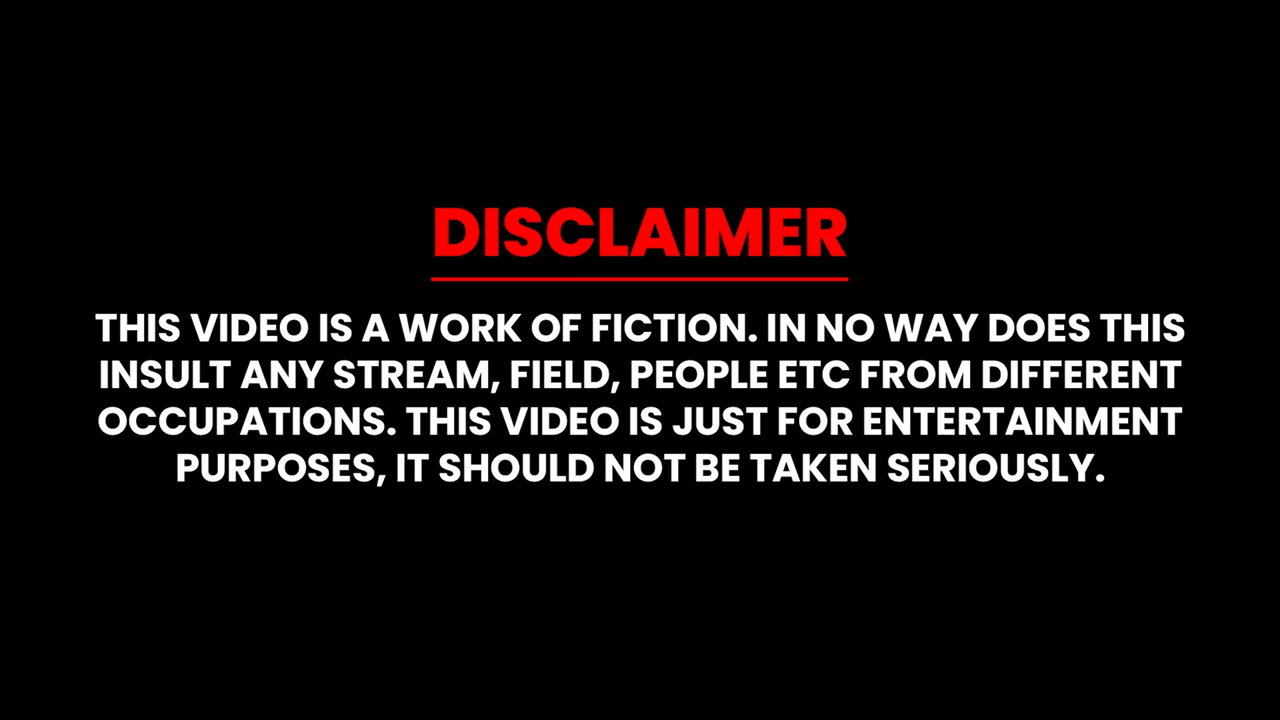 DISCLAIMER
THIS VIDEO IS A WORK OF FICTION. IN NO WAY DOES THIS
INSULT ANY STREAM, FIELD, PEOPLE ETC FROM DIFFERENT
OCCUPATIONS. THIS VIDEO IS JUST FOR ENTERTAINMENT
PURPOSES, IT SHOULD NOT BE TAKEN SERIOUSLY.